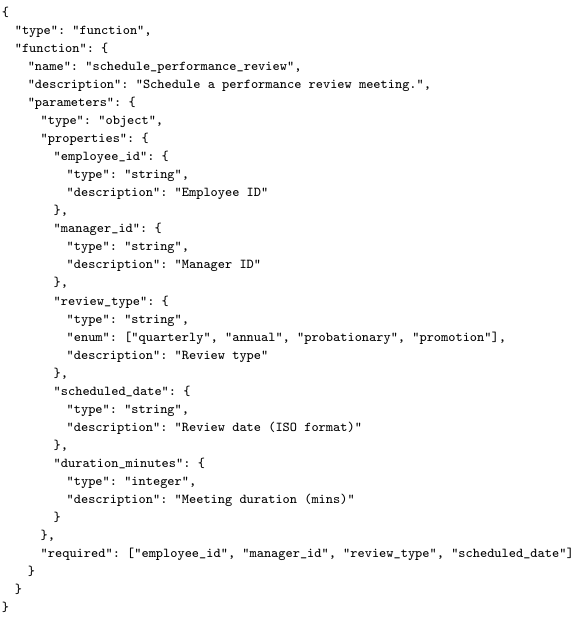 {
  "type": "function",
  "function": {
    "name": "schedule_performance_review",
    "description": "Schedule a performance review meeting.",
    "parameters": {
      "type": "object",
      "properties": {
        "employee_id": {
          "type": "string",
          "description": "Employee ID"
        },
        "manager_id": {
          "type": "string",
          "description": "Manager ID"
        },
        "review_type": {
          "type": "string",
          "enum": ["quarterly", "annual", "probationary", "promotion"],
          "description": "Review type"
        },
        "scheduled_date": {
          "type": "string",
          "description": "Review date (ISO format)"
        },
        "duration_minutes": {
          "type": "integer",
          "description": "Meeting duration (mins)"
        }
      },
      "required": ["employee_id", "manager_id", "review_type", "scheduled_date"]
    }
  }
}